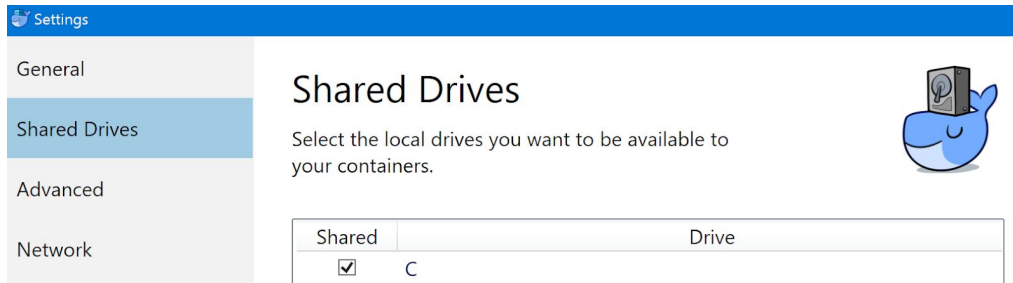 Settings
General
Shared Drives
Advanced
Network
Shared Drives
Select the local drives you want to be available to
your containers.
Shared Drive
C